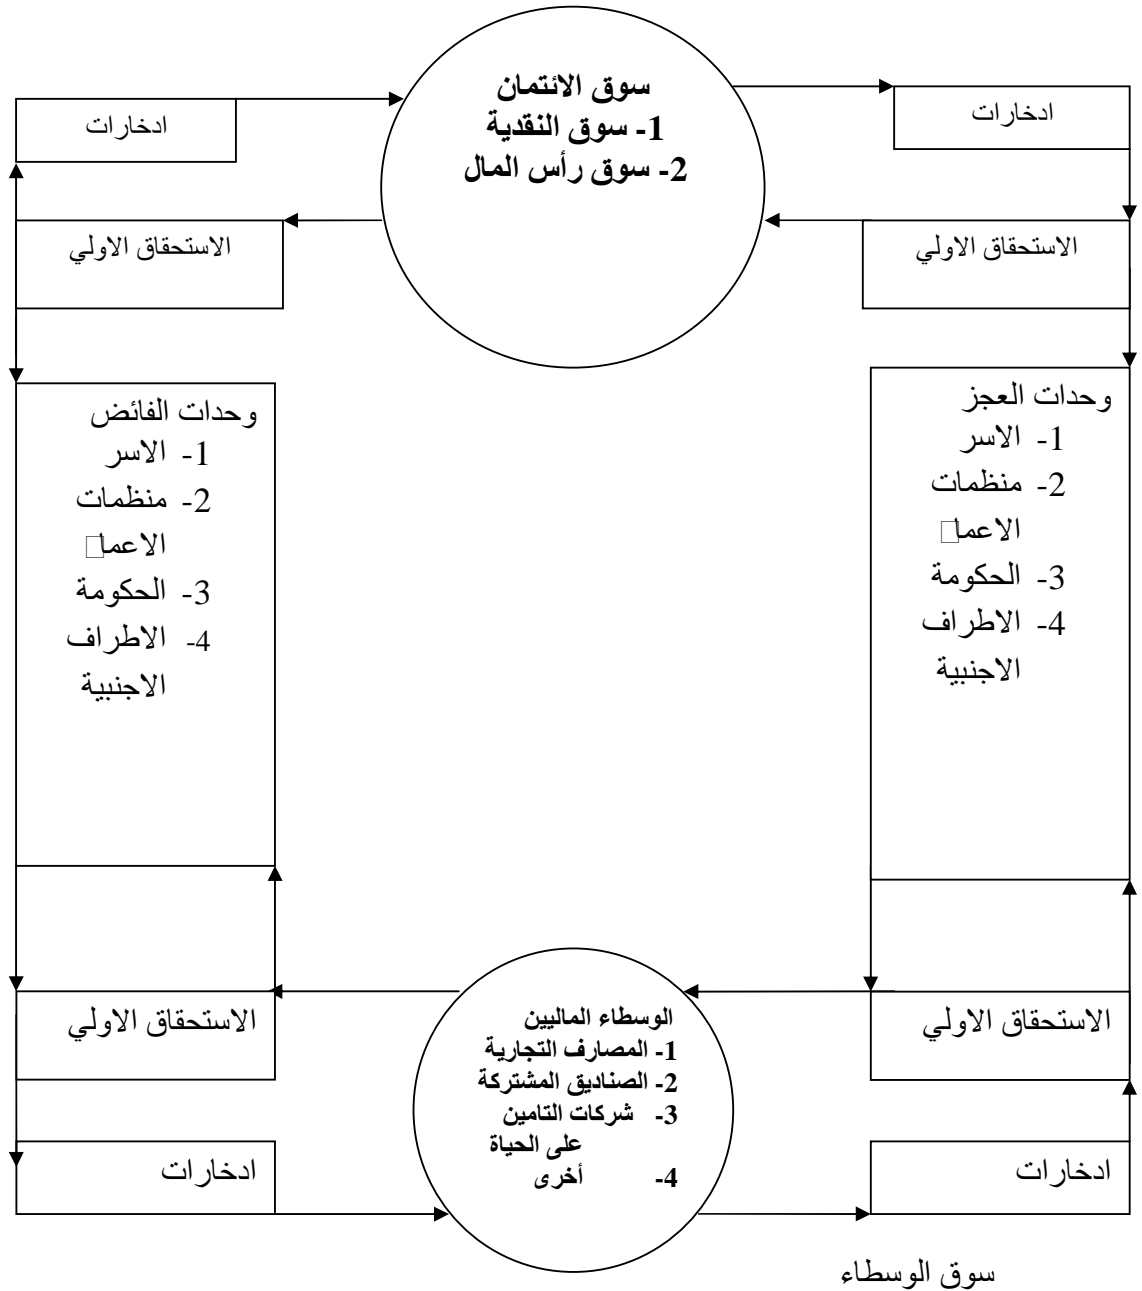 سوق الائتمان
1- سوق النقدية
2- سوق رأس المال
ادخارات
ادخارات
الاستحقاق الاولي
الاستحقاق الاولي
وحدات العجز
1- الاسر
2- منظمات
الاعما
3- الحكومة
4- الاطراف
الاجنبية
وحدات الفائض
1- الاسر
2- منظمات
الاعما
3- الحكومة
4- الاطراف
الاجنبية
الاستحقاق الاولي
الوسطاء الماليين
1- المصارف التجارية
2- الصناديق المشتركة
3- شركات التامين
على الحياة
4- أخرى
الاستحقاق الاولي
ادخارات
ادخارات
سوق الوسطاء